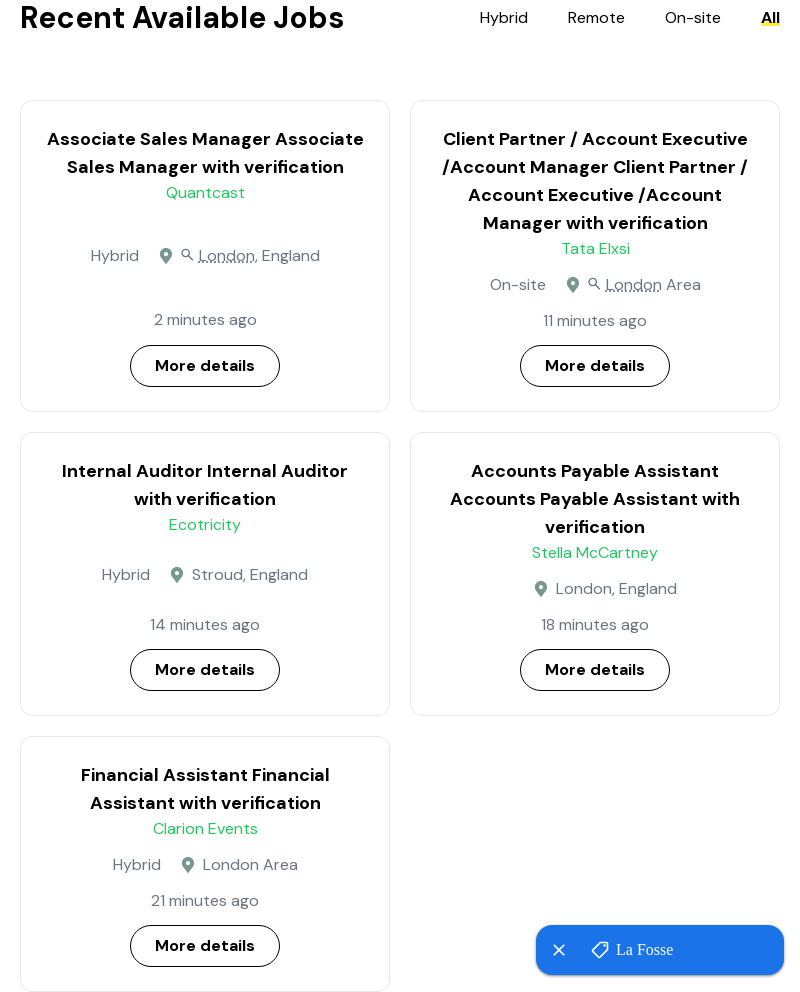 Recent Available Jobs
Hybrid Remote On-site All
Associate Sales Manager Associate
Sales Manager with verification
Quantcast
Hybrid London, England
2 minutes ago
More details
Client Partner / Account Executive
/Account Manager Client Partner /
Account Executive /Account
Manager with verification
Tata Elxsi
On-site London Area
11 minutes ago
More details
Internal Auditor Internal Auditor
with verification
Ecotricity
Hybrid Stroud, England
14 minutes ago
More details
Accounts Payable Assistant
Accounts Payable Assistant with
verification
Stella McCartney
London, England
18 minutes ago
More details
Financial Assistant Financial
Assistant with verification
Clarion Events
Hybrid London Area
21 minutes ago
More details
La Fosse